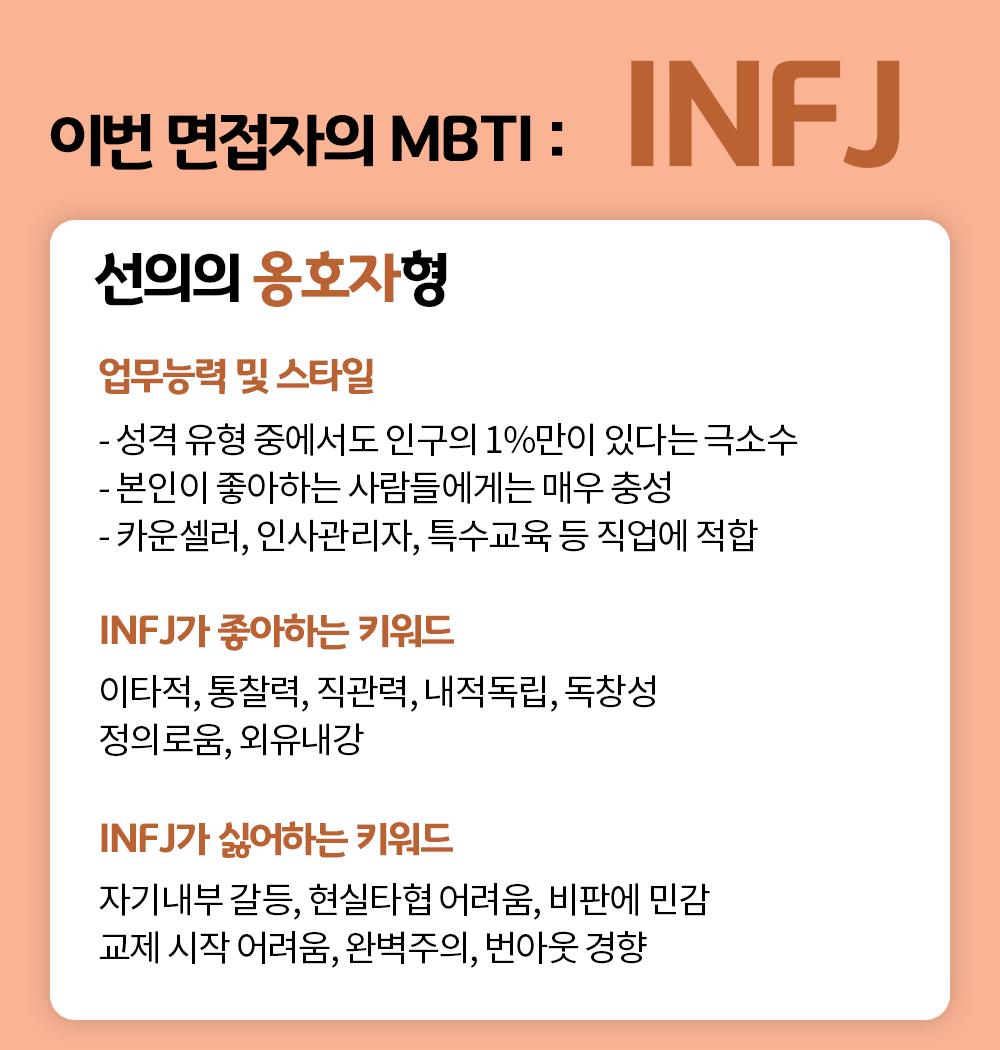 이번 면접자의 MBTI : INFJ
선의의 옹호자형
업무능력 및 스타일
- 성격 유형 중에서도 인구의 1%만이 있다는 극소수
- 본인이 좋아하는 사람들에게는 매우 충성
- 카운셀러, 인사관리자, 특수교육 등 직업에 적합
INFJ가 좋아하는 키워드
이타적, 통찰력, 직관력, 내적독립, 독창성
정의로움, 외유내강
INFJ가 싫어하는 키워드
자기내부 갈등, 현실타협 어려움, 비판에 민감
교제 시작 어려움, 완벽주의, 번아웃 경향